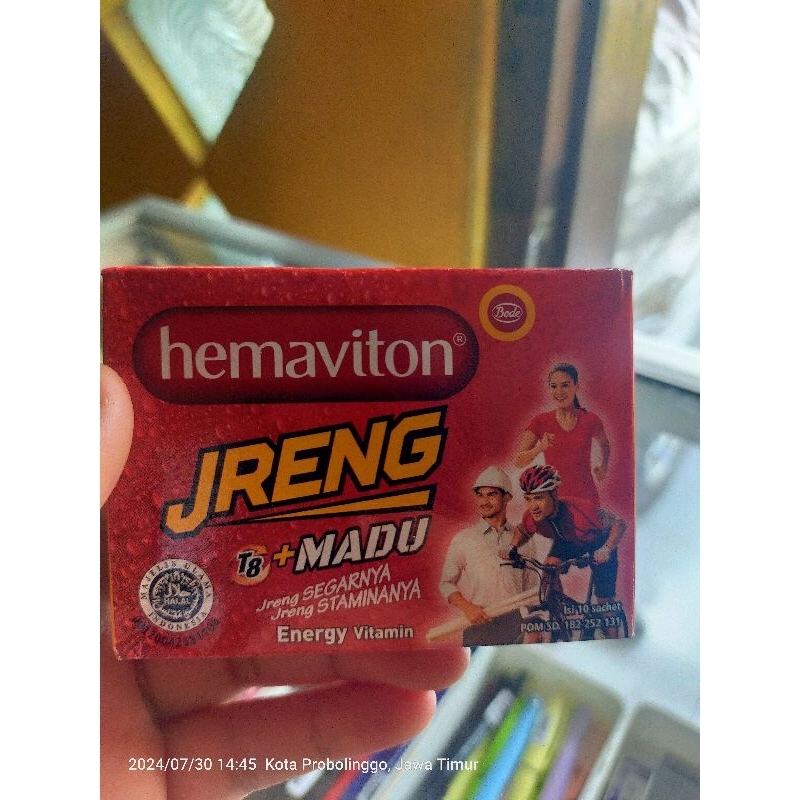 hemaviton®
Bode
JRENG
T8 +MADU
Jreng SEGARNYA
Jreng STAMINANYA
Energy Vitamin
MAJELIS ULAMA
HALAL
INDONESIA
Isi 10 sachet
POM SD. 182 252 131
2024/07/30 14:45 Kota Probolinggo, Jawa Timur